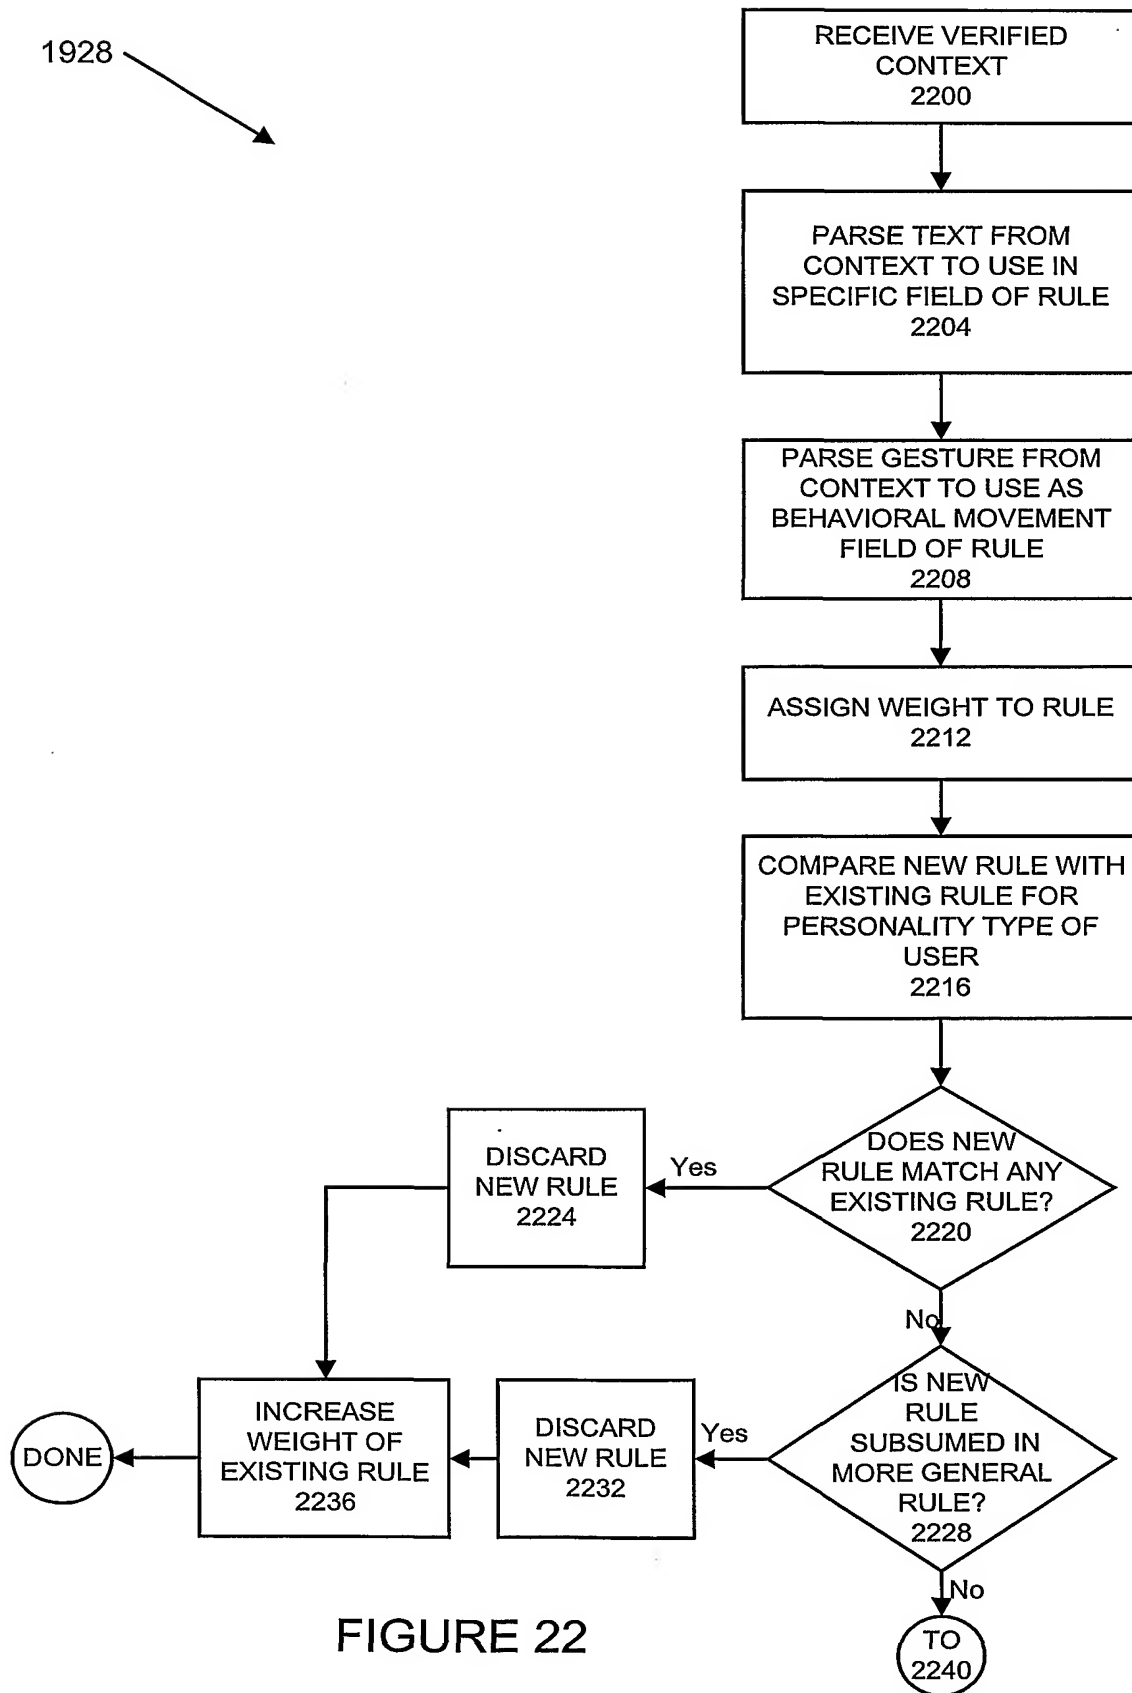 1928
RECEIVE VERIFIED
CONTEXT
2200
PARSE TEXT FROM
CONTEXT TO USE IN
SPECIFIC FIELD OF RULE
2204
PARSE GESTURE FROM
CONTEXT TO USE AS
BEHAVIORAL MOVEMENT
FIELD OF RULE
2208
ASSIGN WEIGHT TO RULE
2212
COMPARE NEW RULE WITH
EXISTING RULE FOR
PERSONALITY TYPE OF
USER
2216
DOES NEW
RULE MATCH ANY
EXISTING RULE?
2220
Yes
DISCARD
NEW RULE
2224
No
IS NEW
RULE
SUBSUMED IN
MORE GENERAL
RULE?
2228
Yes
DISCARD
NEW RULE
2232
INCREASE
WEIGHT OF
EXISTING RULE
2236
DONE
No
TO
2240
FIGURE 22